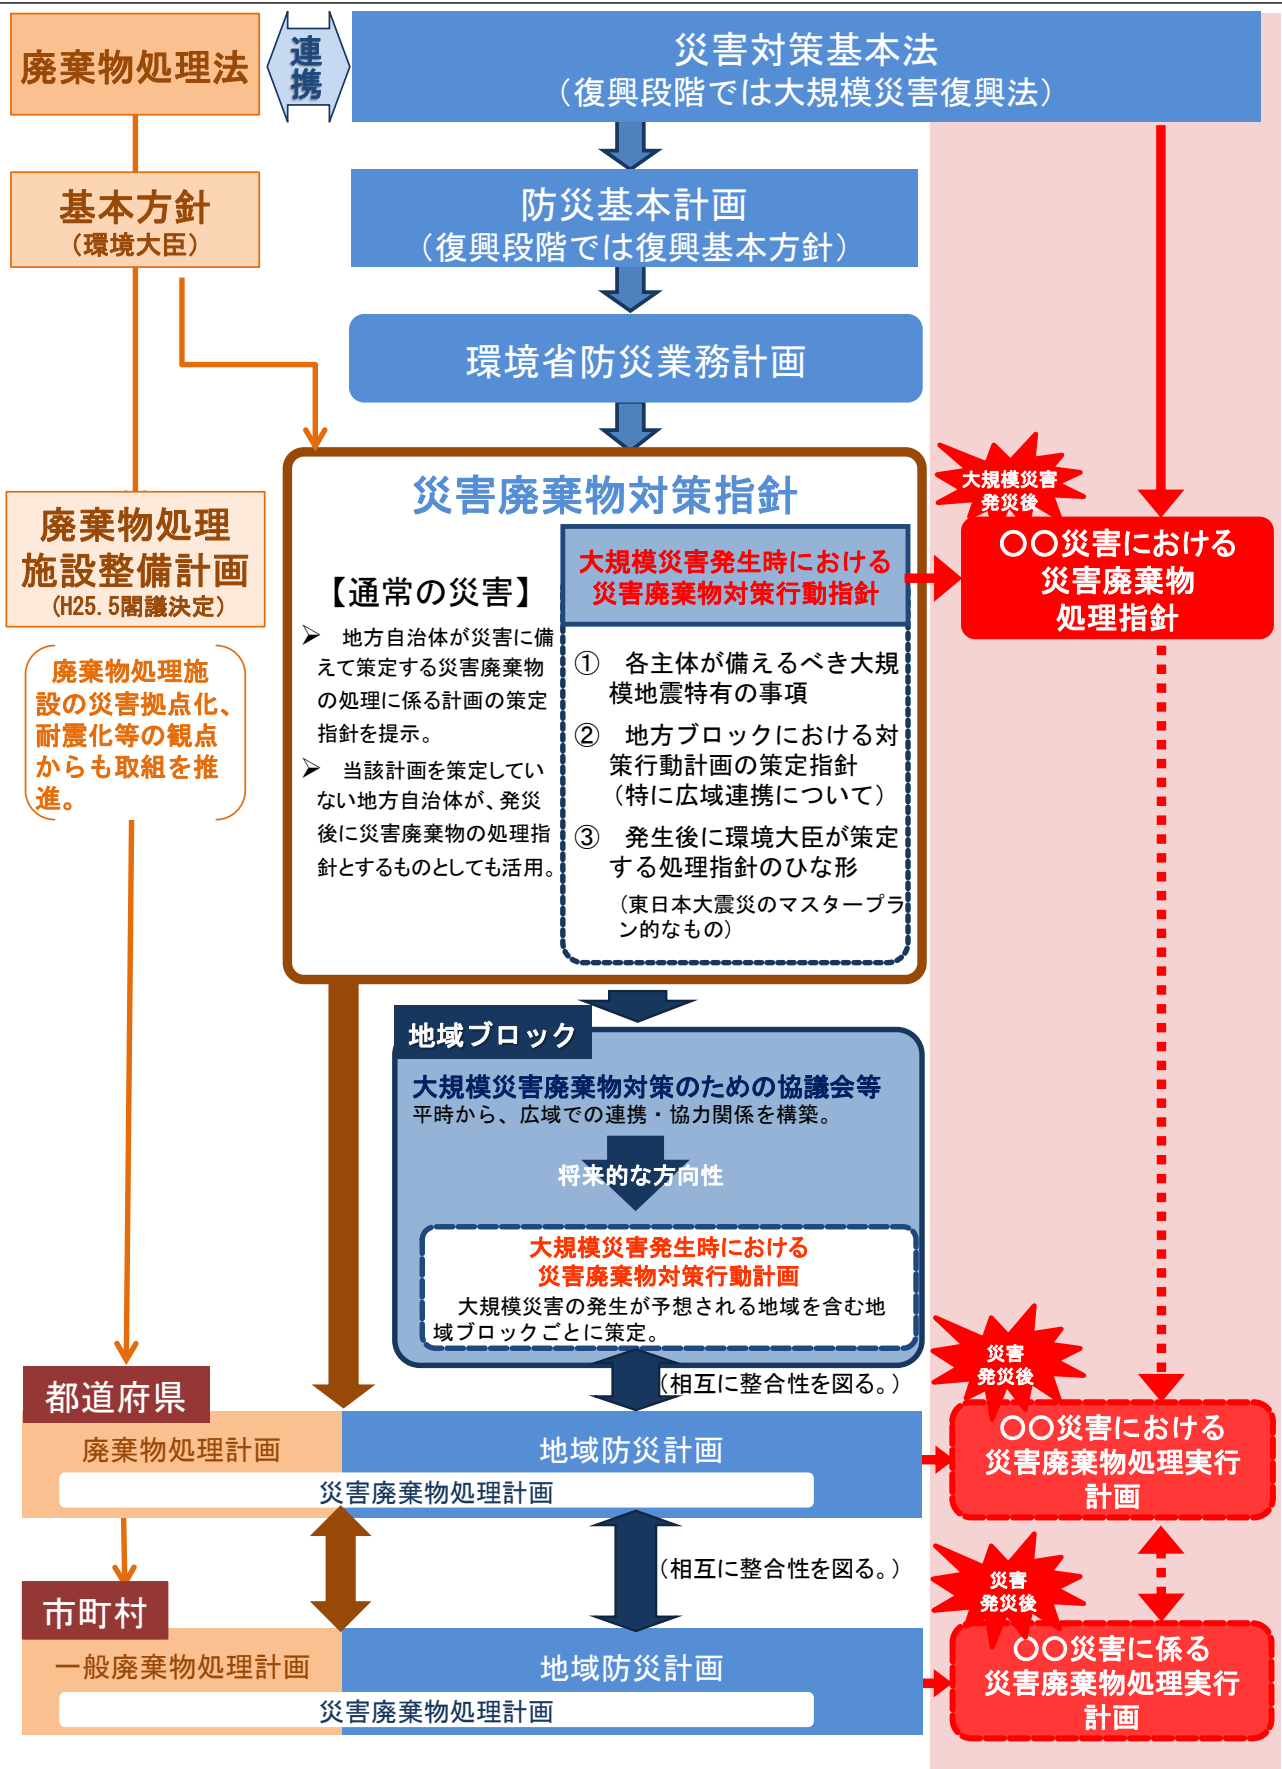 廃棄物処理法
連
携
災害対策基本法
（復興段階では大規模災害復興法）
基本方針
（環境大臣）
防災基本計画
（復興段階では復興基本方針）
環境省防災業務計画
廃棄物処理
施設整備計画
（H25.5閣議決定）
廃棄物処理施
設の災害拠点化、
耐震化等の観点
からも取組を推
進。
災害廃棄物対策指針
【通常の災害】
➢ 地方自治体が災害に備
えて策定する災害廃棄物
の処理に係る計画の策定
指針を提示。
➢ 当該計画を策定してい
ない地方自治体が、発災
後に災害廃棄物の処理指
針とするものとしても活用。
大規模災害発生時における
災害廃棄物対策行動指針
① 各主体が備えるべき大規
模地震特有の事項
② 地方ブロックにおける対
策行動計画の策定指針
（特に広域連携について）
③ 発生後に環境大臣が策定
する処理指針のひな形
（東日本大震災のマスタープラ
ン的なもの）
大規模災害
発災後
〇〇災害における
災害廃棄物
処理指針
地域ブロック
大規模災害廃棄物対策のための協議会等
平時から、広域での連携・協力関係を構築。
将来的な方向性
大規模災害発生時における
災害廃棄物対策行動計画
大規模災害の発生が予想される地域を含む地
域ブロックごとに策定。
（相互に整合性を図る。）
都道府県
廃棄物処理計画
地域防災計画
災害廃棄物処理計画
災害
発災後
〇〇災害における
災害廃棄物処理実行
計画
（相互に整合性を図る。）
市町村
一般廃棄物処理計画
地域防災計画
災害廃棄物処理計画
災害
発災後
〇〇災害に係る
災害廃棄物処理実行
計画